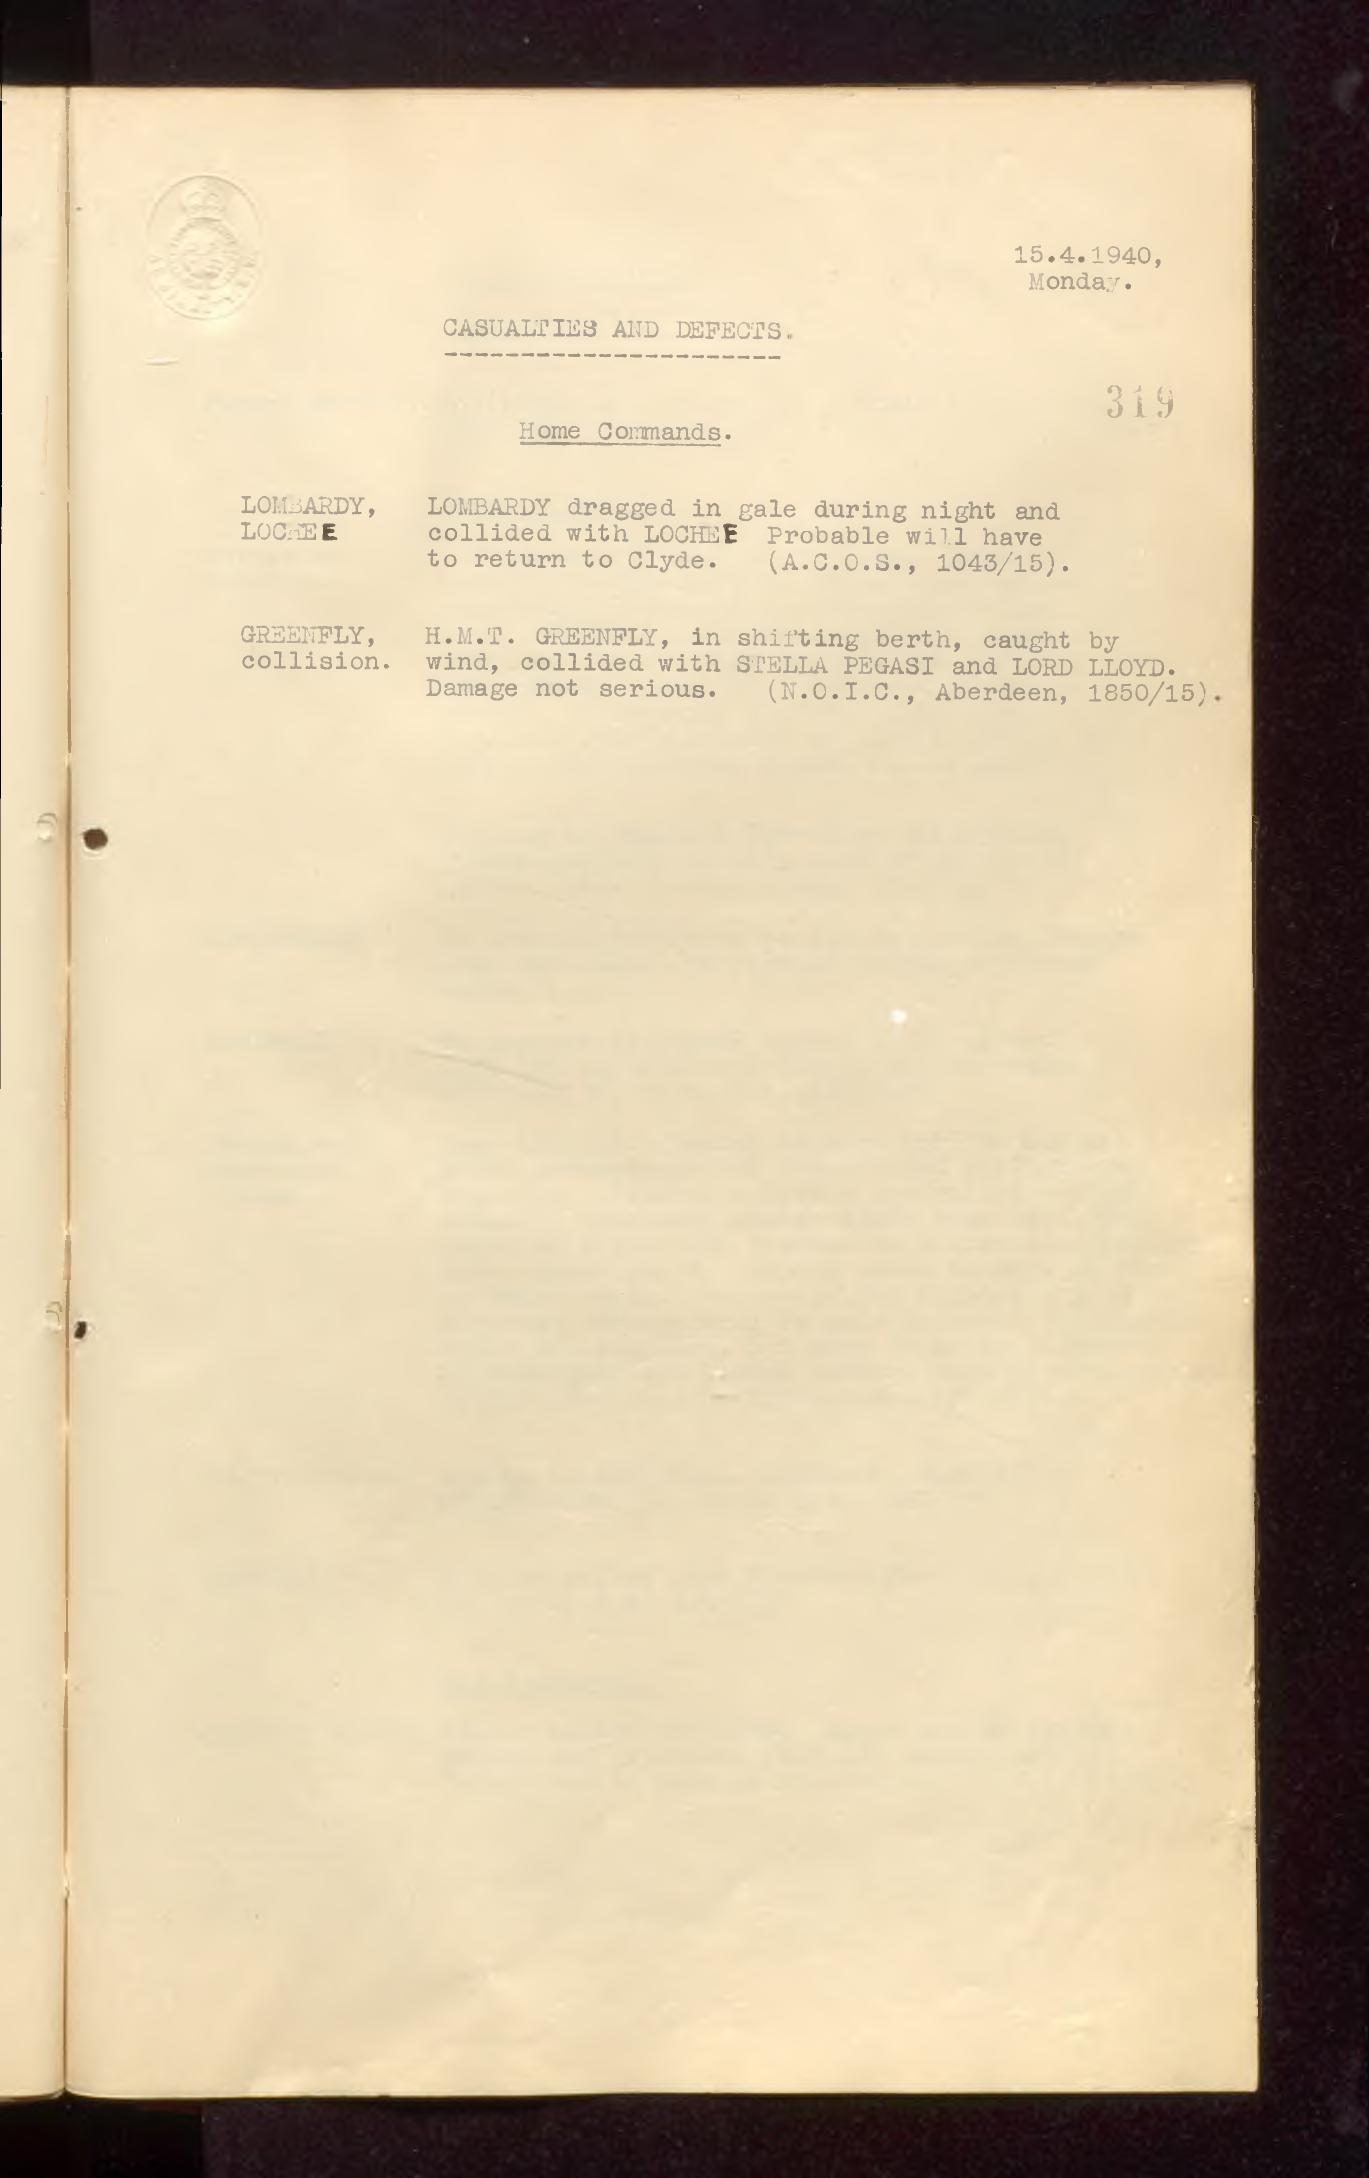 15.4.1940,
Monday.
CASUALTIES AND DEFECTS.
-----------------------
319
Home Commands.
LOMBARDY, LOMBARDY dragged in gale during night and
LOCHEE collided with LOCHEE Probable will have
to return to Clyde. (A.C.O.S., 1043/15).
GREENFLY, H.M.T. GREENFLY, in shifting berth, caught by
collision. wind, collided with STELLA PEGASI and LORD LLOYD.
Damage not serious. (N.O.I.C., Aberdeen, 1850/15).